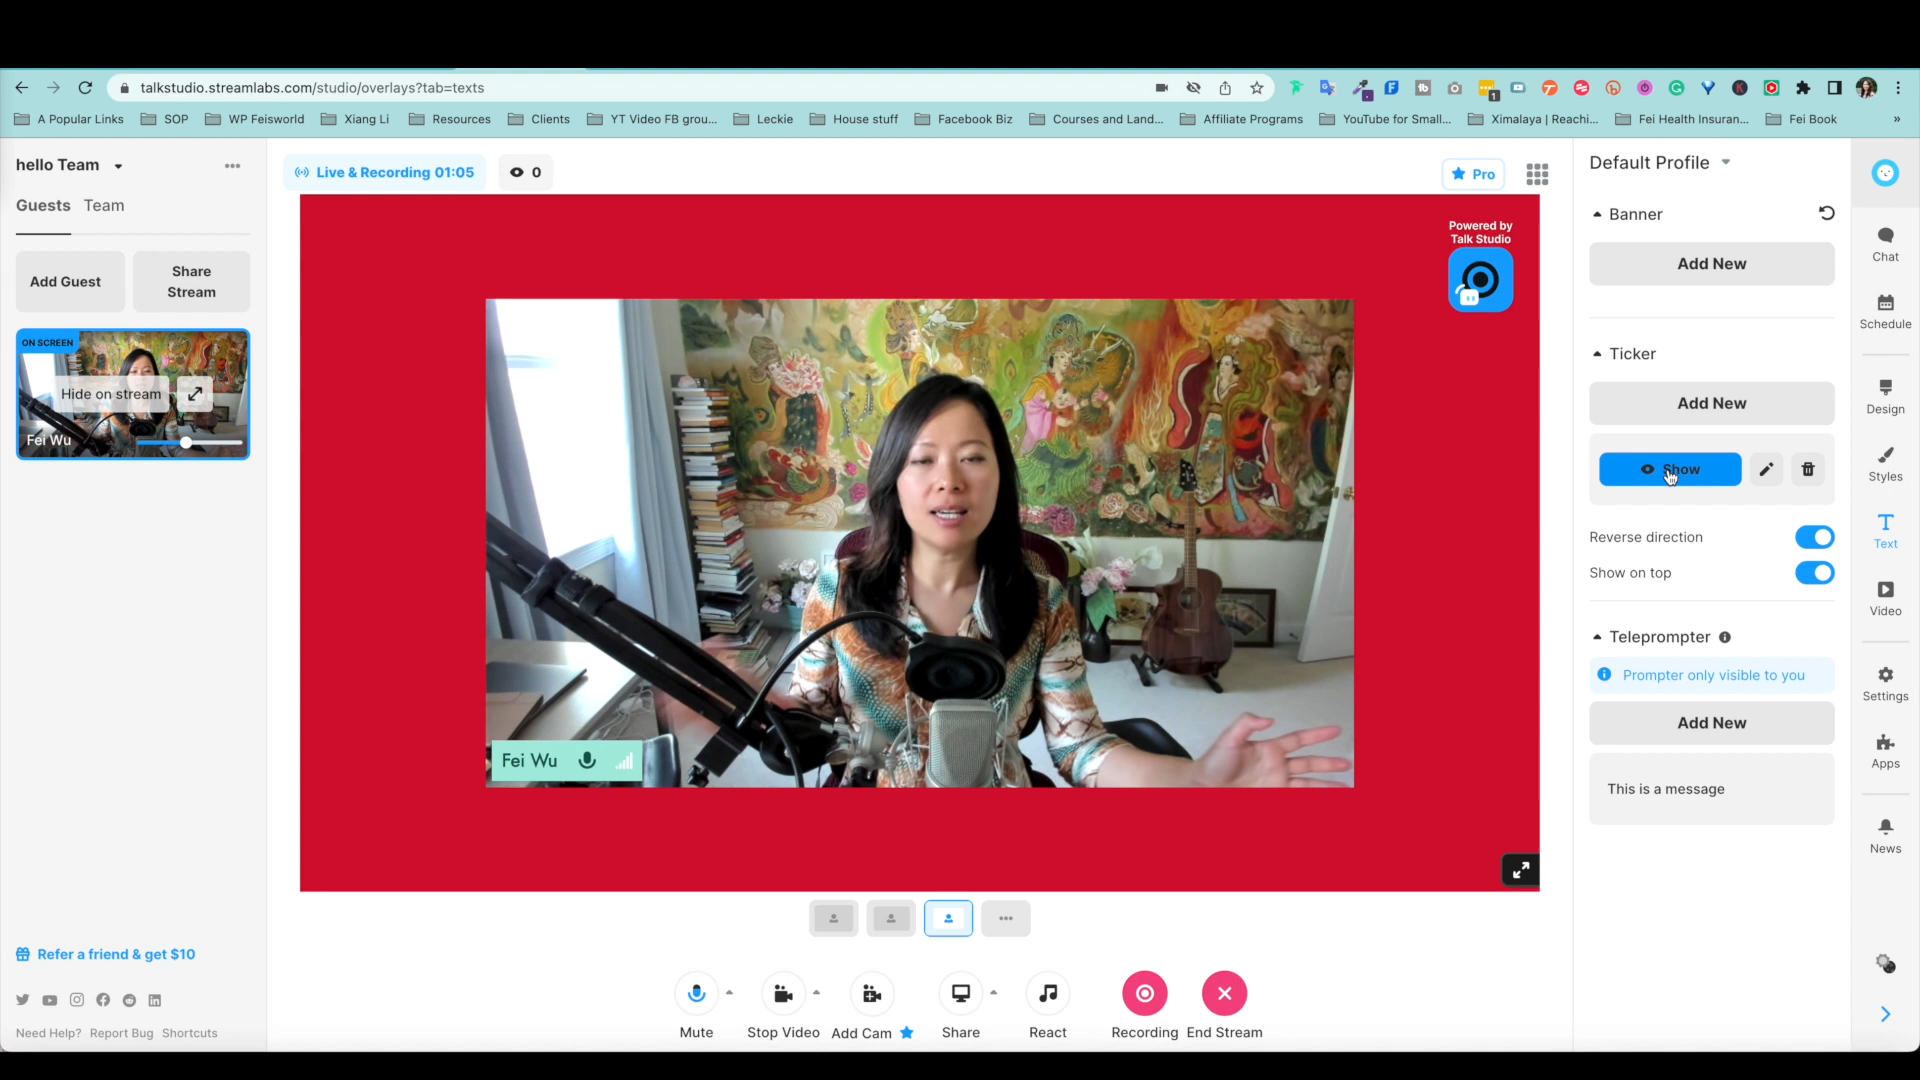 talkstudio.streamlabs.com/studio/overlays?tab=texts
A Popular Links
SOP
WP Feisworld
Xiang Li
Resources
Clients
YT Video FB grou...
Leckie
House stuff
Facebook Biz
Courses and Land...
Affiliate Programs
YouTube for Small...
Ximalaya | Reachi...
Fei Health Insuran...
Fei Book
»
hello Team
Guests
Team
Add Guest
Share
Stream
ON SCREEN
Hide on stream
Fei Wu
Refer a friend & get $10
Need Help?
Report Bug
Shortcuts
Live & Recording 01:05
0
Pro
Powered by
Talk Studio
Fei Wu
Mute
Stop Video
Add Cam
Share
React
Recording
End Stream
Default Profile
Banner
Add New
Ticker
Add New
Show
Reverse direction
Show on top
Teleprompter
Prompter only visible to you
Add New
This is a message
Chat
Schedule
Design
Styles
Text
Video
Settings
Apps
News